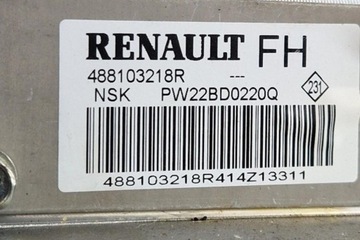 RENAULT FH
488103218R ---
NSK PW22BD0220Q 231
488103218R414Z13311